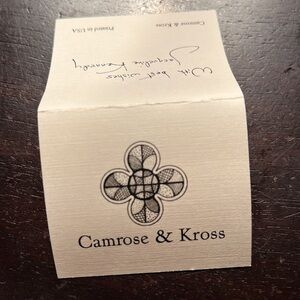 Camrose & Kross
Printed in USA
With best wishes
Jacqueline Kennedy
Camrose & Kross